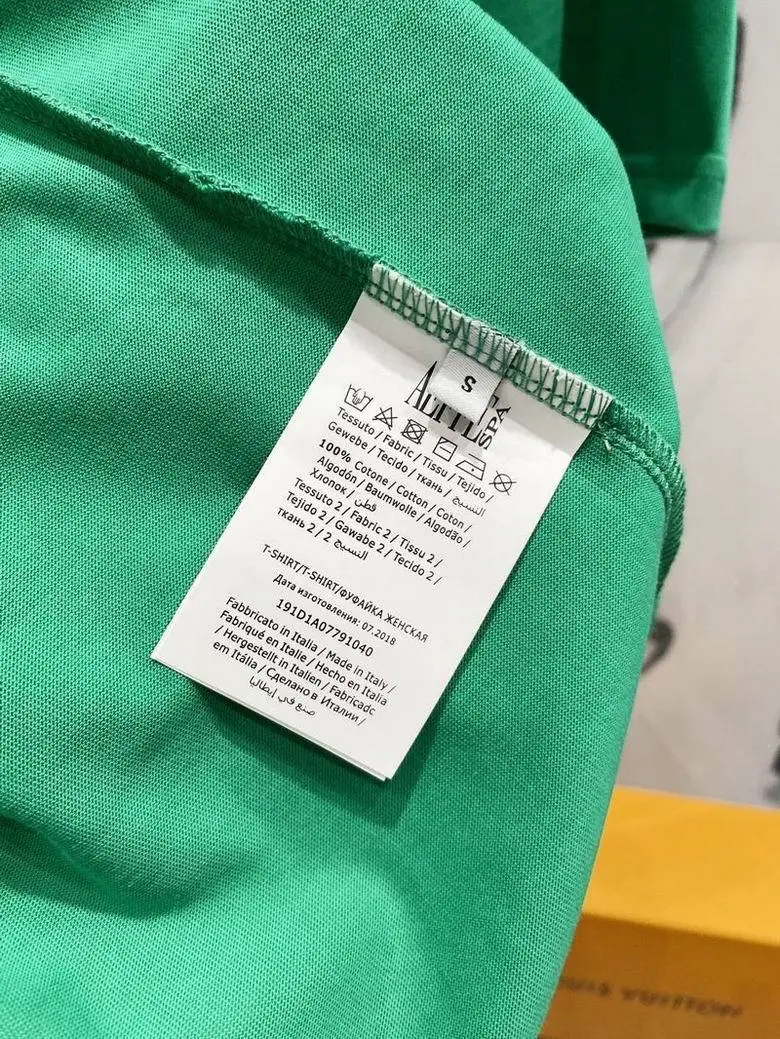 S
SPA
Tessuto / Fabric / Tissu / Tejido /
Gewebe / Tecido / ткань / النسيج
100% Cotone / Cotton / Coton /
Algodón / Baumwolle / Algodão /
Хлопок / قطن
Tessuto 2 / Fabric 2 / Tissu 2 /
Tejido 2 / Gawabe 2 / Tecido 2 /
ткань 2 / النسيج 2
T-SHIRT/T-SHIRT/ФУФАЙКА ЖЕНСКАЯ
Дата изготовления: 07.2018
191D1A07791040
Fabbricato in Italia / Made in Italy /
Fabriqué en Italie / Hecho en Italia
/ Hergestellt in Italien / Fabricadc
em Itália / Сделано в Италии /
صنع في إيطاليا
LOUIS VUITTON